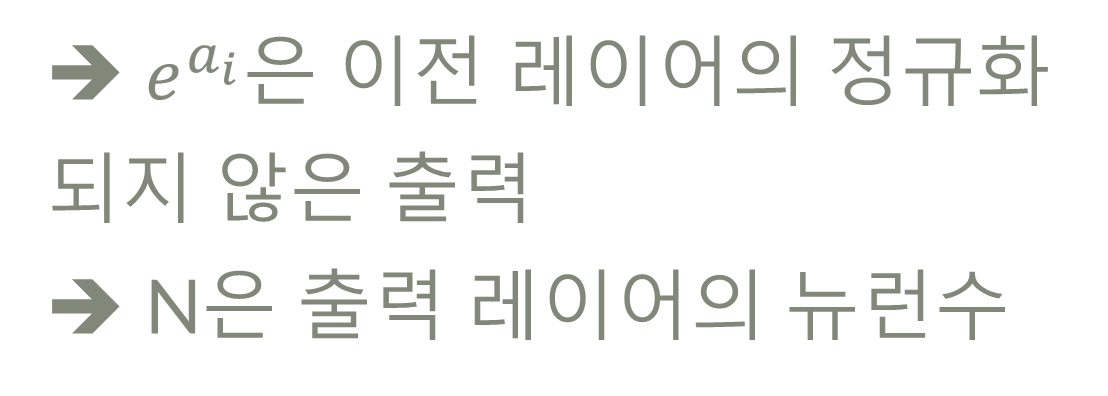 ➔ $e^{a_i}$은 이전 레이어의 정규화
되지 않은 출력
➔ N은 출력 레이어의 뉴런수